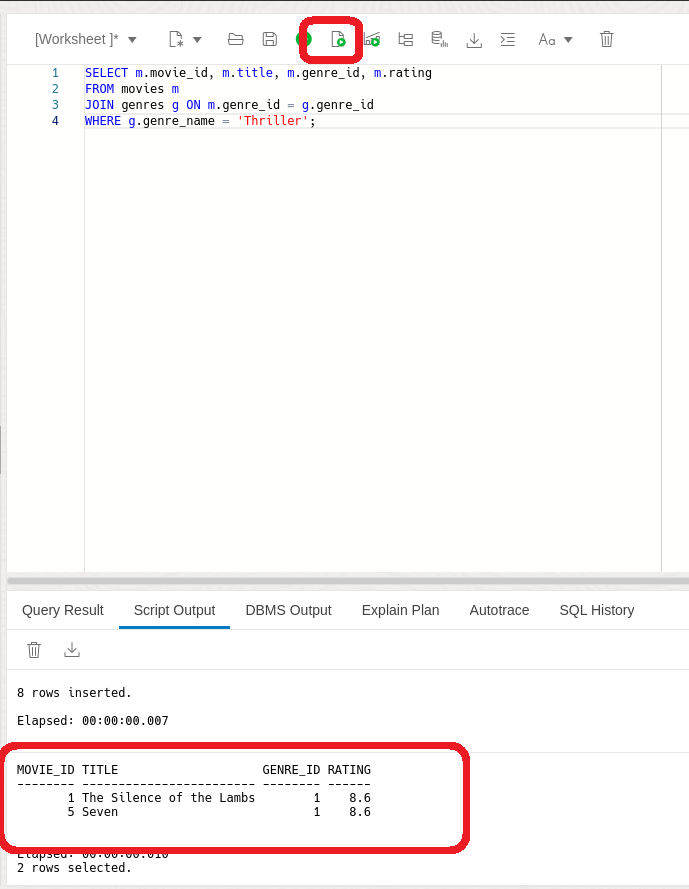 [Worksheet ]*
Aa
1 SELECT m.movie_id, m.title, m.genre_id, m.rating
2 FROM movies m
3 JOIN genres g ON m.genre_id = g.genre_id
4 WHERE g.genre_name = 'Thriller';
Query Result Script Output DBMS Output Explain Plan Autotrace SQL History
8 rows inserted.
Elapsed: 00:00:00.007
MOVIE_ID TITLE                    GENRE_ID RATING
-------- ------------------------ -------- ------
       1 The Silence of the Lambs        1    8.6
       5 Seven                           1    8.6
Elapsed: 00:00:00.010
2 rows selected.